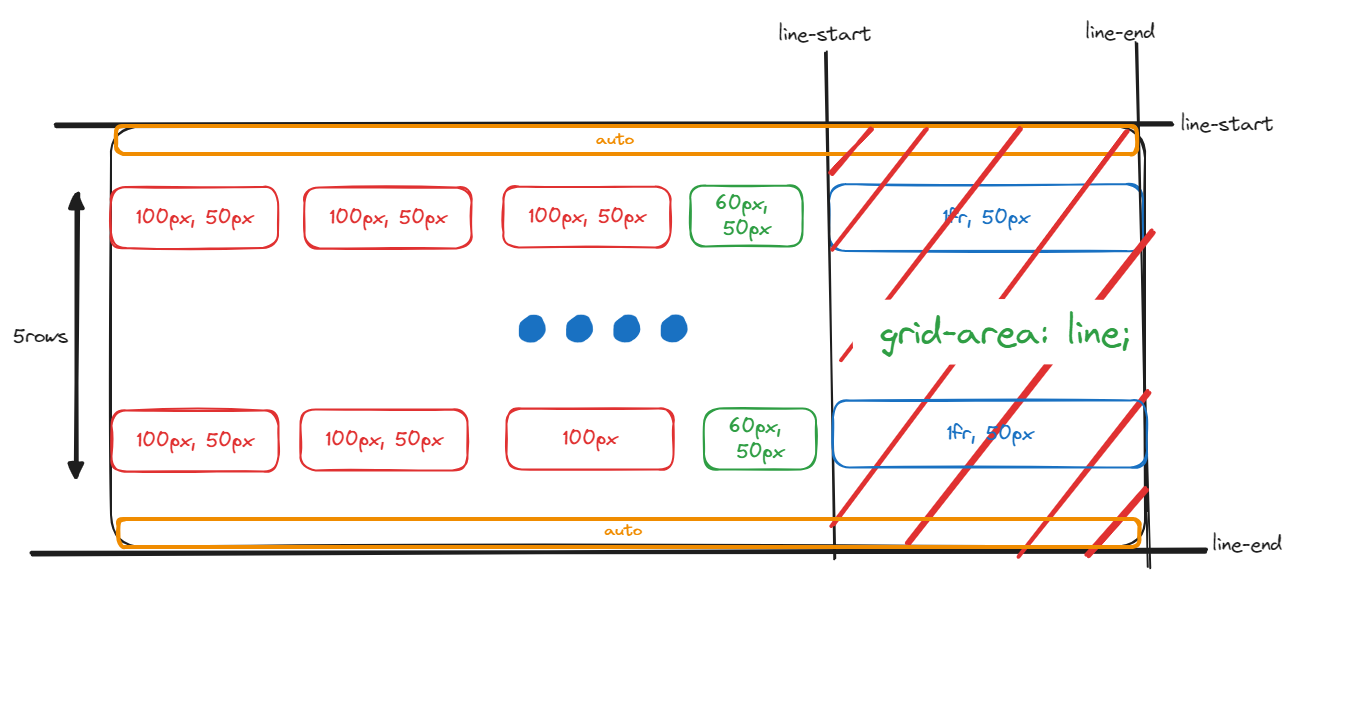 line-start
line-end
line-start
auto
100px, 50px
100px, 50px
100px, 50px
60px,
50px
1fr, 50px
5rows
grid-area: line;
100px, 50px
100px, 50px
100px
60px,
50px
1fr, 50px
auto
line-end